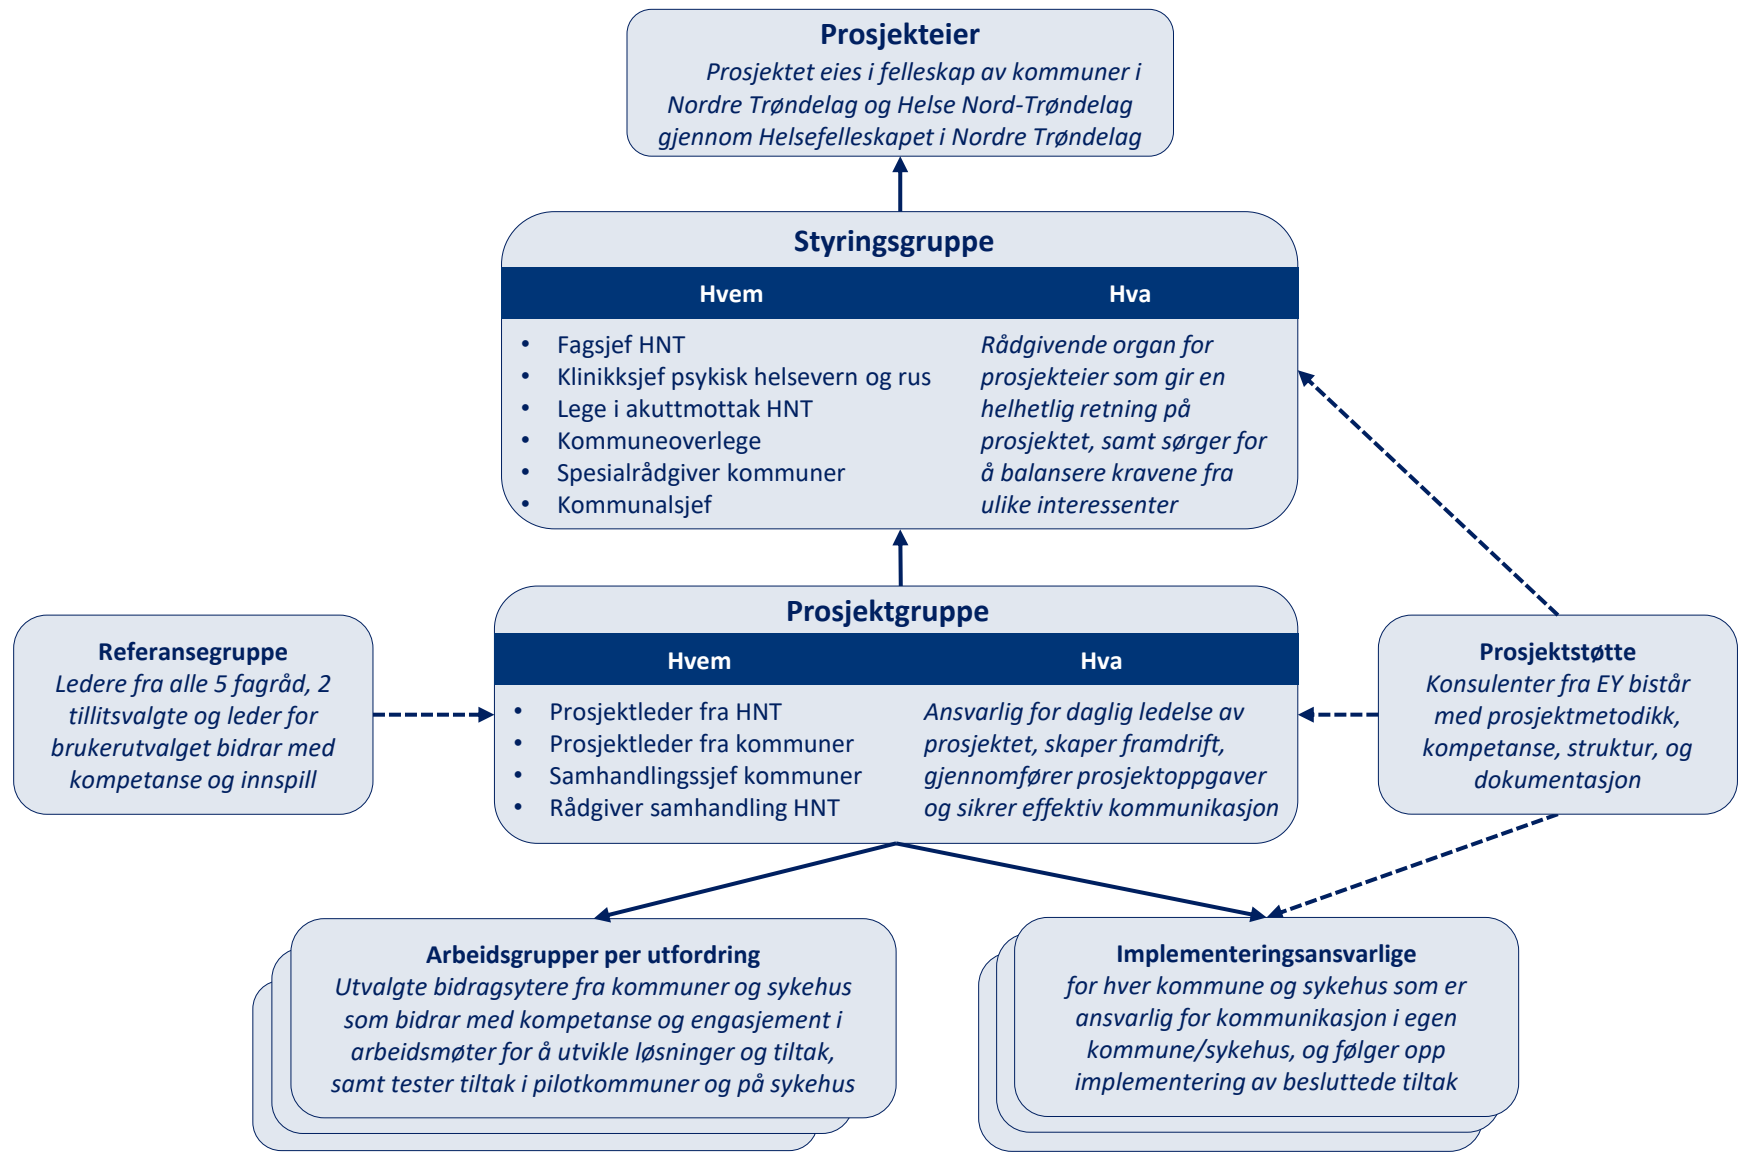 Prosjekteier
Prosjektet eies i felleskap av kommuner i
Nordre Trøndelag og Helse Nord-Trøndelag
gjennom Helsefelleskapet i Nordre Trøndelag
Styringsgruppe
Hvem
Hva
• Fagsjef HNT
• Klinikksjef psykisk helsevern og rus
• Lege i akuttmottak HNT
• Kommuneoverlege
• Spesialrådgiver kommuner
• Kommunalsjef
Rådgivende organ for
prosjekteier som gir en
helhetlig retning på
prosjektet, samt sørger for
å balansere kravene fra
ulike interessenter
Referansegruppe
Ledere fra alle 5 fagråd, 2
tillitsvalgte og leder for
brukerutvalget bidrar med
kompetanse og innspill
Prosjektgruppe
Hvem
Hva
• Prosjektleder fra HNT
• Prosjektleder fra kommuner
• Samhandlingssjef kommuner
• Rådgiver samhandling HNT
Ansvarlig for daglig ledelse av
prosjektet, skaper framdrift,
gjennomfører prosjektoppgaver
og sikrer effektiv kommunikasjon
Prosjektstøtte
Konsulenter fra EY bistår
med prosjektmetodikk,
kompetanse, struktur, og
dokumentasjon
Arbeidsgrupper per utfordring
Utvalgte bidragsytere fra kommuner og sykehus
som bidrar med kompetanse og engasjement i
arbeidsmøter for å utvikle løsninger og tiltak,
samt tester tiltak i pilotkommuner og på sykehus
Implementeringsansvarlige
for hver kommune og sykehus som er
ansvarlig for kommunikasjon i egen
kommune/sykehus, og følger opp
implementering av besluttede tiltak